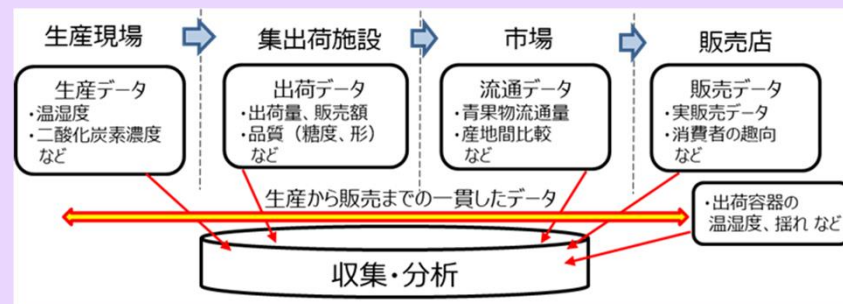 生産現場
集出荷施設
市場
販売店
生産データ
・温湿度
・二酸化炭素濃度
など
出荷データ
・出荷量、販売額
・品質（糖度、形）
など
流通データ
・青果物流通量
・産地間比較
など
販売データ
・実販売データ
・消費者の趣向
など
生産から販売までの一貫したデータ
・出荷容器の
温湿度、揺れ など
収集・分析